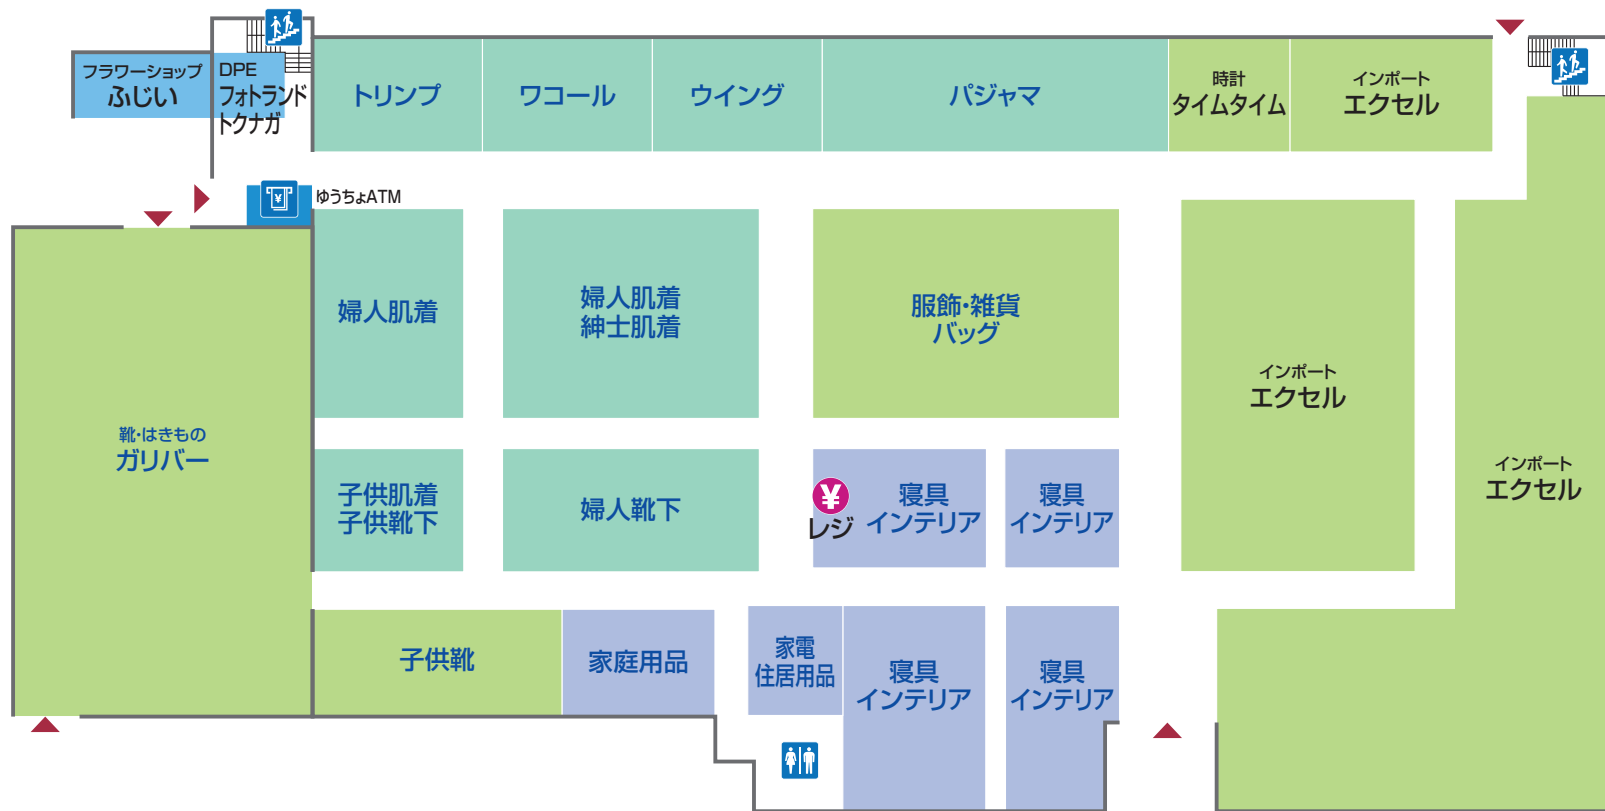 フラワーショップ
ふじい
DPE
フォトランド
トクナガ
トリンプ
ワコール
ウイング
パジャマ
時計
タイムタイム
インポート
エクセル
¥
ゆうちょATM
婦人肌着
婦人肌着
紳士肌着
服飾・雑貨
バッグ
インポート
エクセル
靴・はきもの
ガリバー
子供肌着
子供靴下
婦人靴下
¥
レジ
寝具
インテリア
寝具
インテリア
インポート
エクセル
子供靴
家庭用品
家電
住居用品
寝具
インテリア
寝具
インテリア